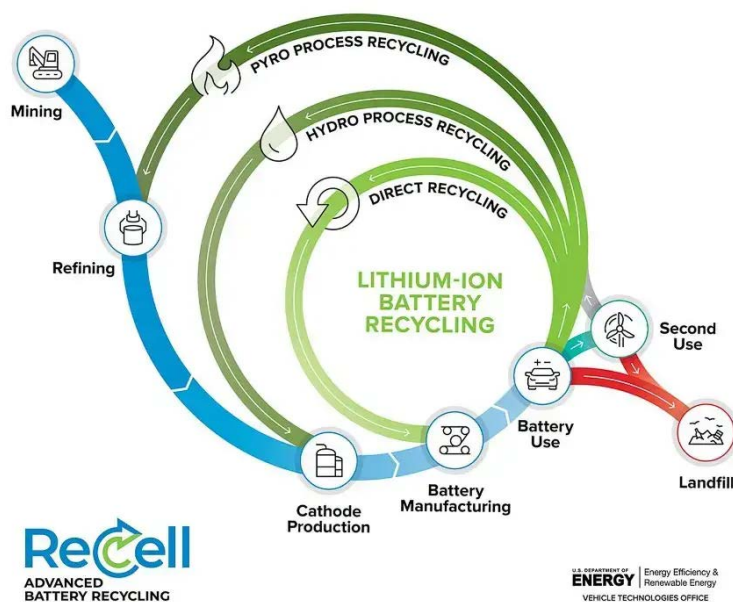 Mining
PYRO PROCESS RECYCLING
HYDRO PROCESS RECYCLING
DIRECT RECYCLING
Refining
LITHIUM-ION
BATTERY
RECYCLING
Second
Use
Battery
Use
Landfill
Battery
Manufacturing
Cathode
Production
ReCell
ADVANCED
BATTERY RECYCLING
U.S. DEPARTMENT OF
ENERGY
Energy Efficiency &
Renewable Energy
VEHICLE TECHNOLOGIES OFFICE